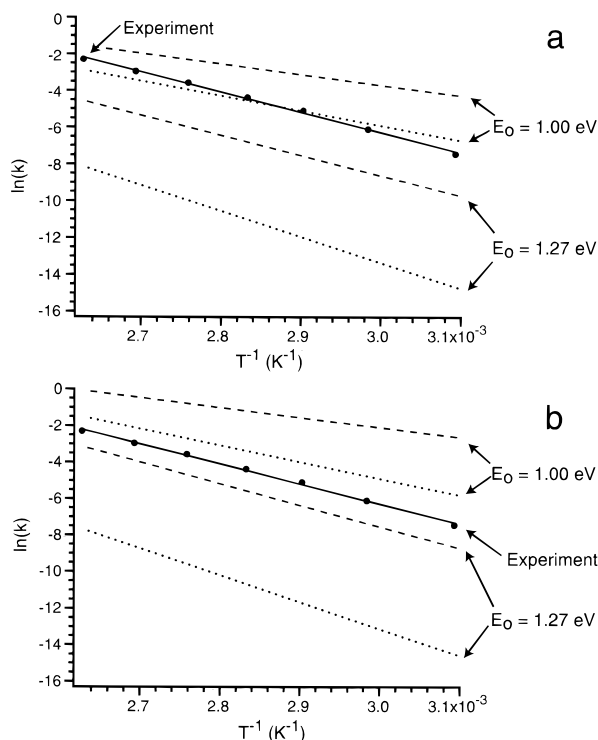 0
Experiment
a
-2
-4
E₀ = 1.00 eV
-6
-8
ln(k)
-10
E₀ = 1.27 eV
-12
-14
-16
2.7 2.8 2.9 3.0 3.1x10⁻³
T⁻¹ (K⁻¹)
0
b
-2
-4
E₀ = 1.00 eV
-6
-8
ln(k)
Experiment
-10
-12
E₀ = 1.27 eV
-14
-16
2.7 2.8 2.9 3.0 3.1x10⁻³
T⁻¹ (K⁻¹)